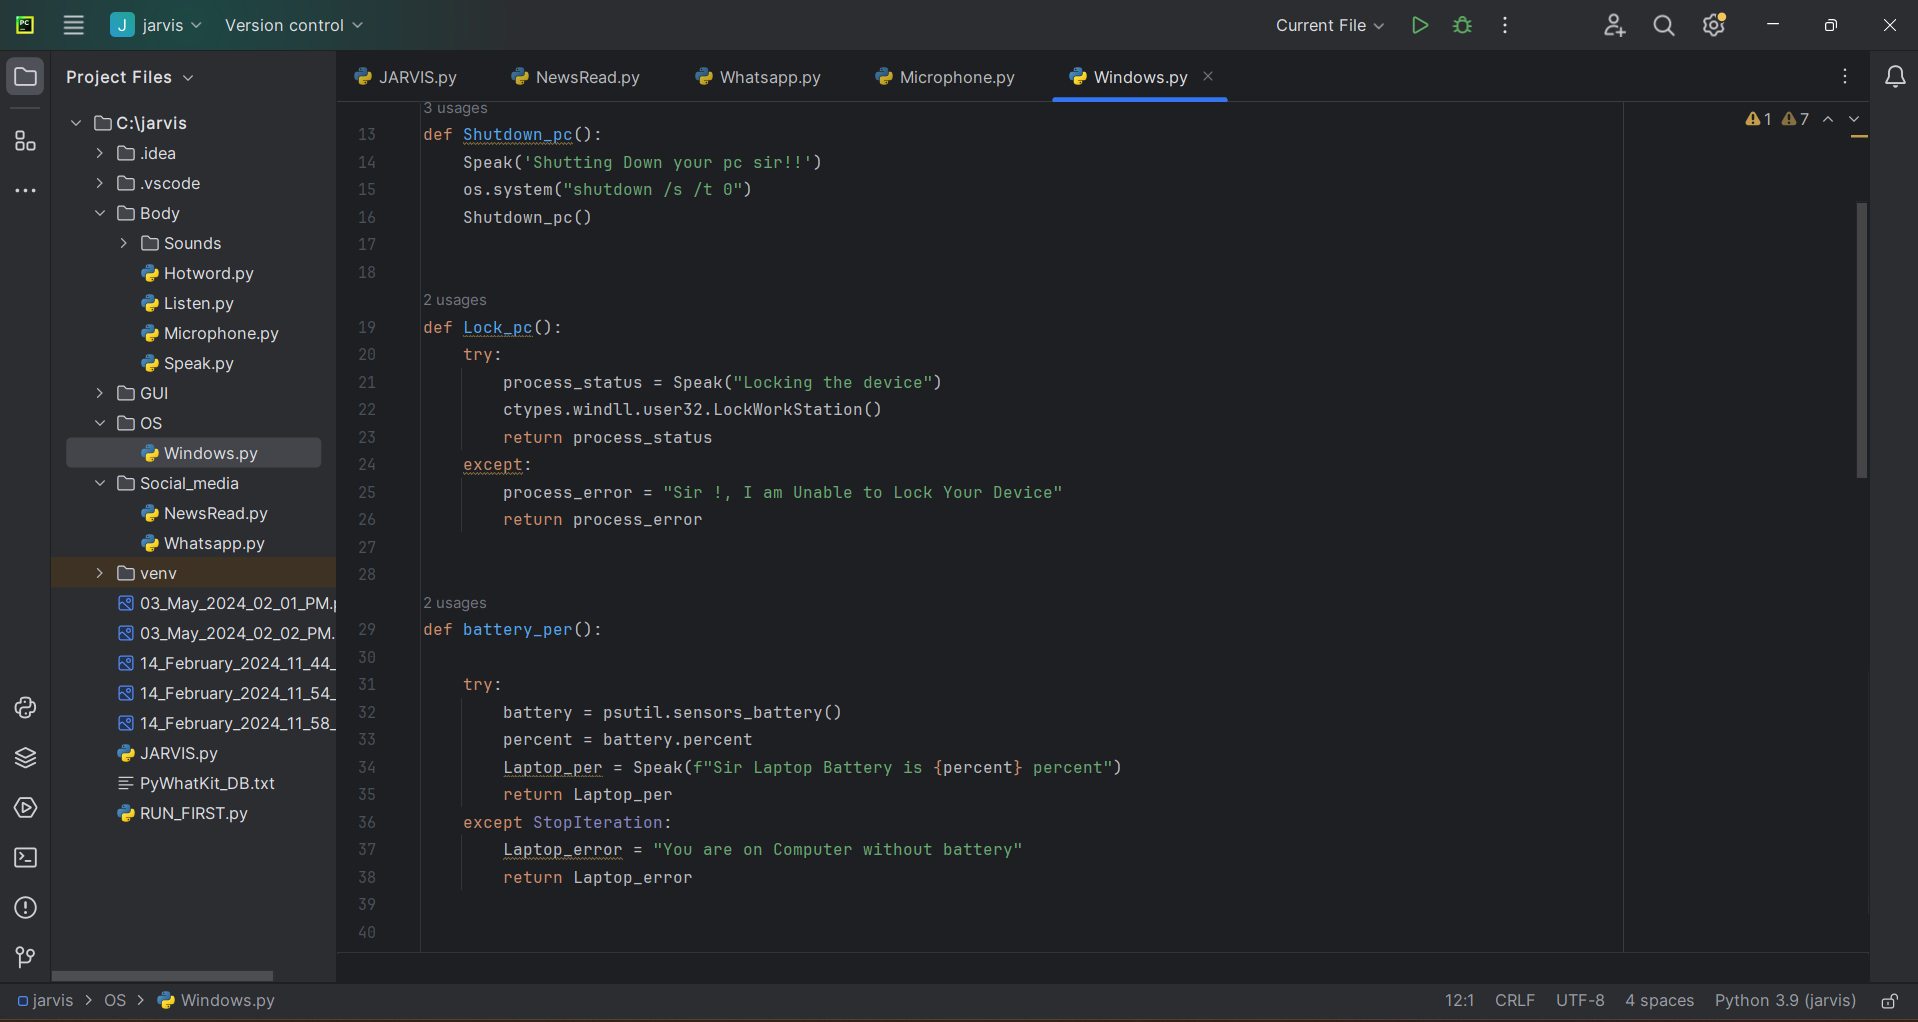 PC J jarvis Version control Current File
Project Files
JARVIS.py NewsRead.py Whatsapp.py Microphone.py Windows.py
C:\jarvis
.idea
.vscode
Body
Sounds
Hotword.py
Listen.py
Microphone.py
Speak.py
GUI
OS
Windows.py
Social_media
NewsRead.py
Whatsapp.py
venv
03_May_2024_02_01_PM.p
03_May_2024_02_02_PM.
14_February_2024_11_44_
14_February_2024_11_54_
14_February_2024_11_58_
JARVIS.py
PyWhatKit_DB.txt
RUN_FIRST.py
1 7
3 usages
13 def Shutdown_pc():
14 Speak('Shutting Down your pc sir!!')
15 os.system("shutdown /s /t 0")
16 Shutdown_pc()
17
18
2 usages
19 def Lock_pc():
20 try:
21 process_status = Speak("Locking the device")
22 ctypes.windll.user32.LockWorkStation()
23 return process_status
24 except:
25 process_error = "Sir !, I am Unable to Lock Your Device"
26 return process_error
27
28
2 usages
29 def battery_per():
30
31 try:
32 battery = psutil.sensors_battery()
33 percent = battery.percent
34 Laptop_per = Speak(f"Sir Laptop Battery is {percent} percent")
35 return Laptop_per
36 except StopIteration:
37 Laptop_error = "You are on Computer without battery"
38 return Laptop_error
39
40
jarvis > OS > Windows.py 12:1 CRLF UTF-8 4 spaces Python 3.9 (jarvis)